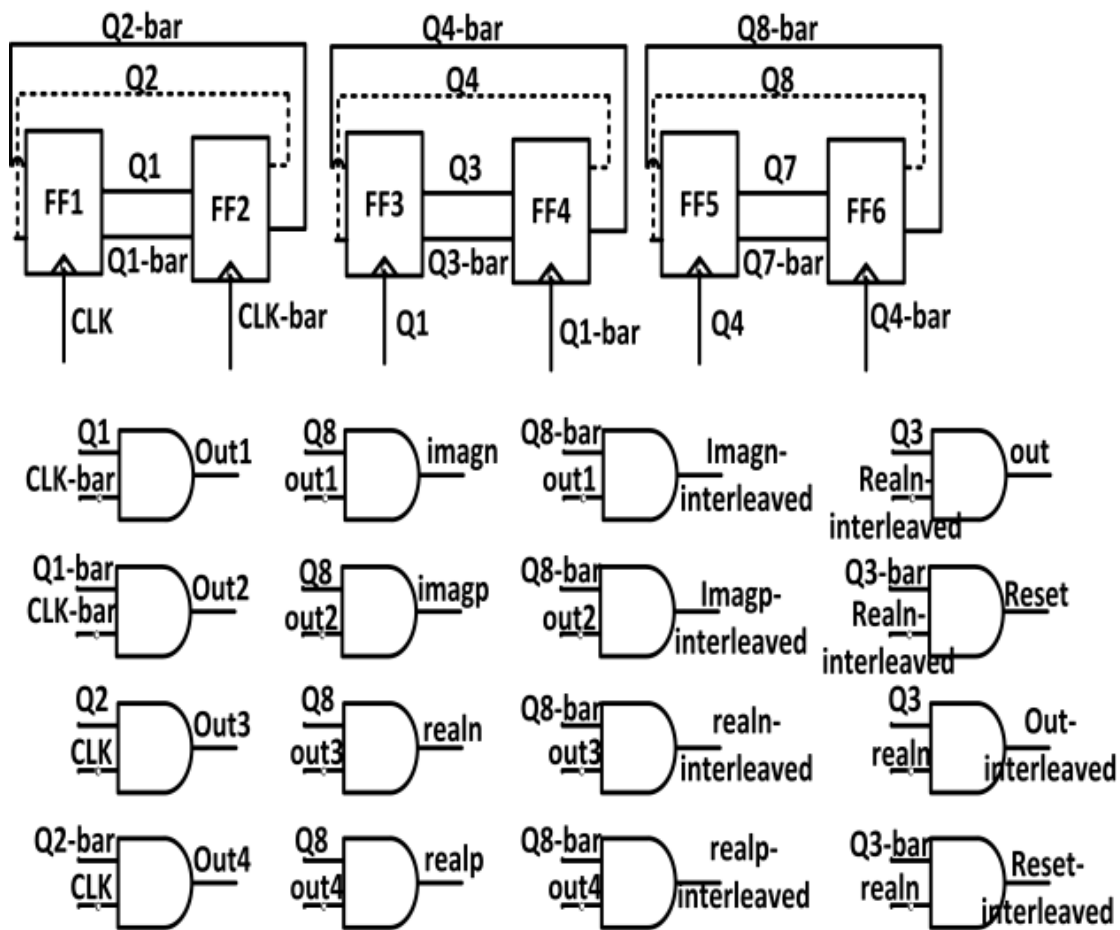 Q2-bar
Q4-bar
Q8-bar
Q2
Q4
Q8
Q1
Q3
Q7
FF1
FF2
FF3
FF4
FF5
FF6
Q1-bar
Q3-bar
Q7-bar
CLK
CLK-bar
Q1
Q1-bar
Q4
Q4-bar
Q1
CLK-bar
Out1
Q8
out1
imagn
Q8-bar
out1
Imagn-
interleaved
Q3
Realn-
interleaved
out
Q1-bar
CLK-bar
Out2
Q8
out2
imagp
Q8-bar
out2
Imagp-
interleaved
Q3-bar
Realn-
interleaved
Reset
Q2
CLK
Out3
Q8
out3
realn
Q8-bar
out3
realn-
interleaved
Q3
realn
Out-
interleaved
Q2-bar
CLK
Out4
Q8
out4
realp
Q8-bar
out4
realp-
interleaved
Q3-bar
realn
Reset-
interleaved